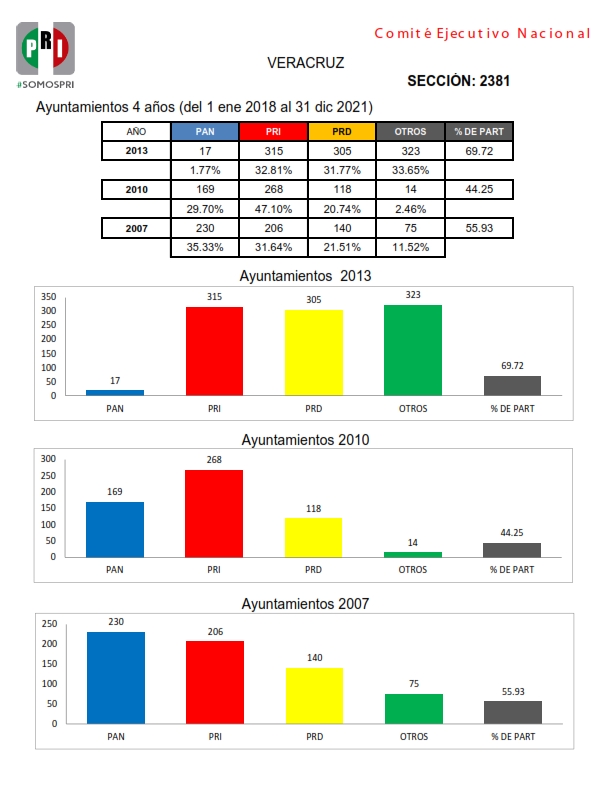 Comité Ejecutivo Nacional
PRI
#SOMOSPRI
VERACRUZ
SECCIÓN: 2381
Ayuntamientos 4 años (del 1 ene 2018 al 31 dic 2021)
AÑO PAN PRI PRD OTROS % DE PART
2013 17 315 305 323 69.72
1.77% 32.81% 31.77% 33.65%
2010 169 268 118 14 44.25
29.70% 47.10% 20.74% 2.46%
2007 230 206 140 75 55.93
35.33% 31.64% 21.51% 11.52%
Ayuntamientos 2013
350
300
250
200
150
100
50
0
17 315 305 323 69.72
PAN PRI PRD OTROS % DE PART
Ayuntamientos 2010
300
250
200
150
100
50
0
169 268 118 14 44.25
PAN PRI PRD OTROS % DE PART
Ayuntamientos 2007
250
200
150
100
50
0
230 206 140 75 55.93
PAN PRI PRD OTROS % DE PART